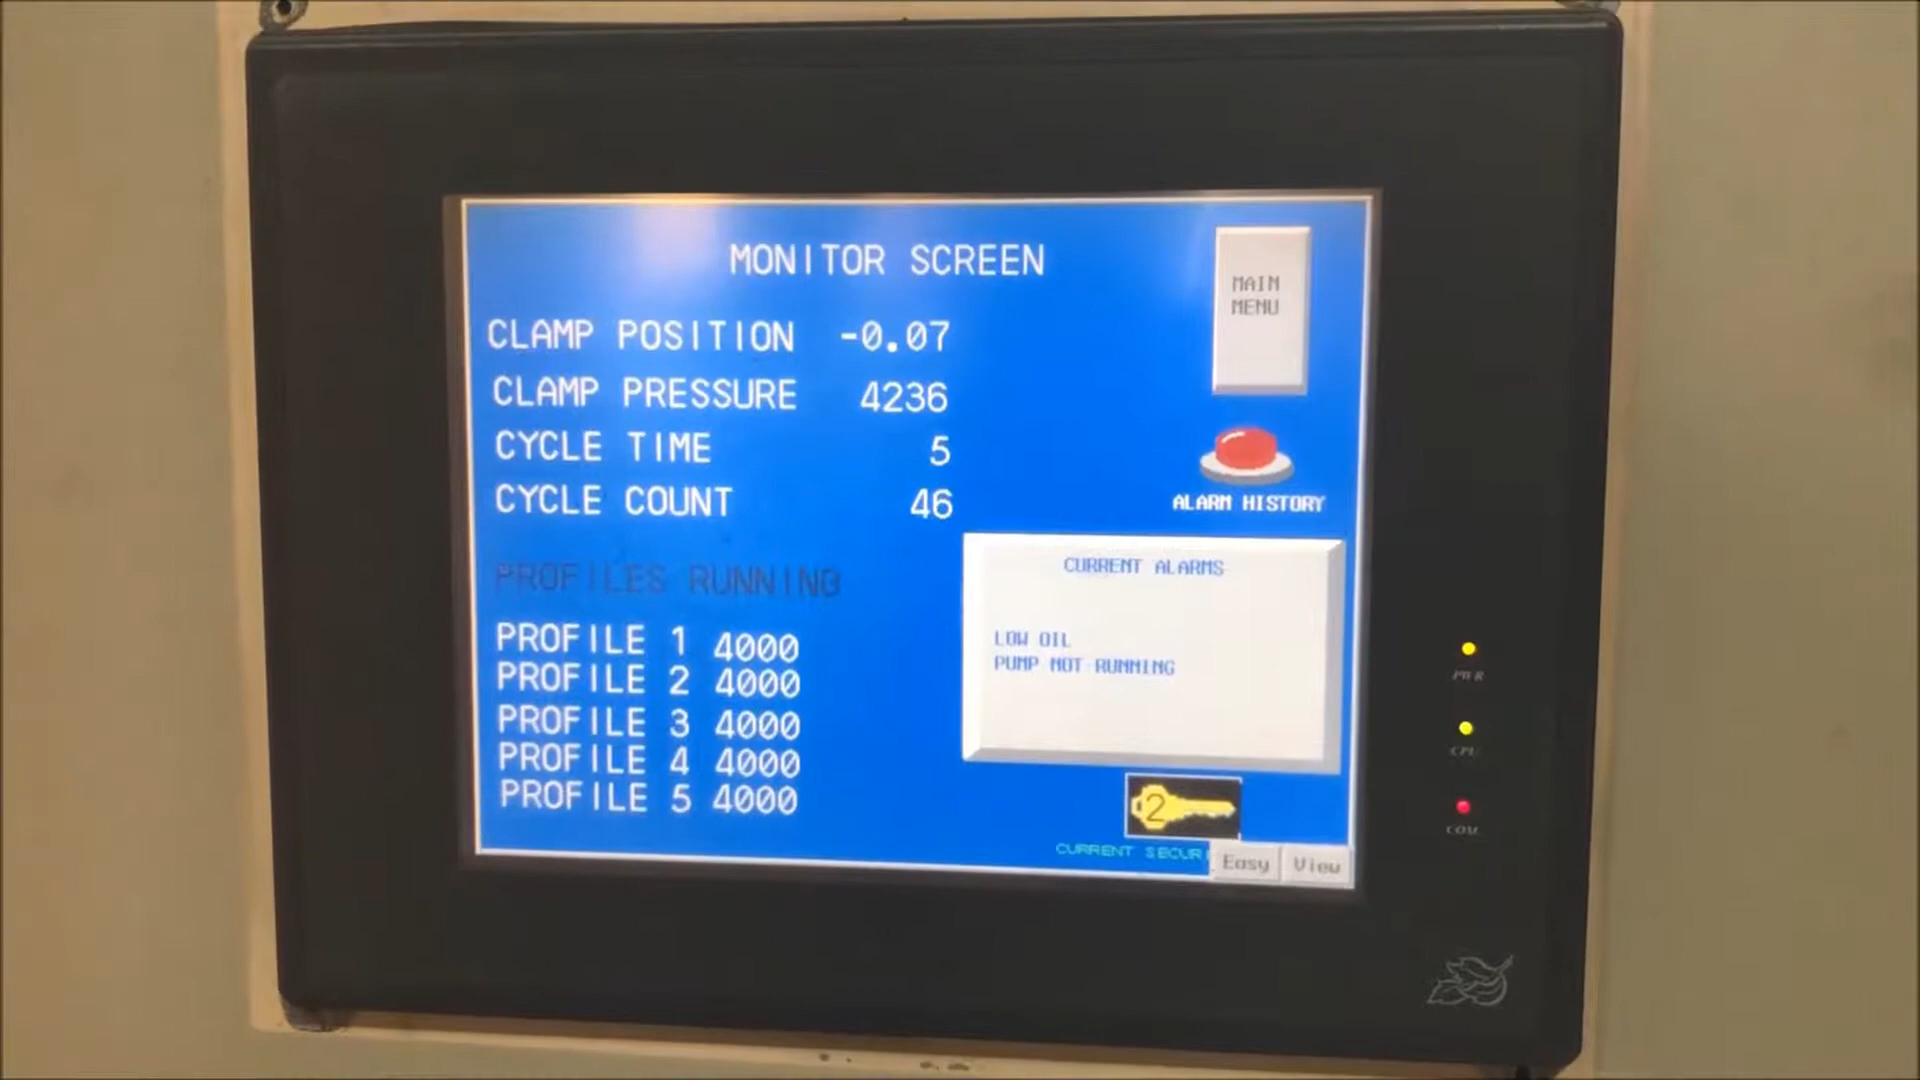 MONITOR SCREEN
MAIN
MENU
CLAMP POSITION -0.07
CLAMP PRESSURE 4236
CYCLE TIME 5
CYCLE COUNT 46
ALARM HISTORY
PROFILES RUNNING
PROFILE 1 4000
PROFILE 2 4000
PROFILE 3 4000
PROFILE 4 4000
PROFILE 5 4000
CURRENT ALARMS
LOW OIL
PUMP NOT RUNNING
2
CURRENT SECURI
Easy View
PWR
CPU
COM